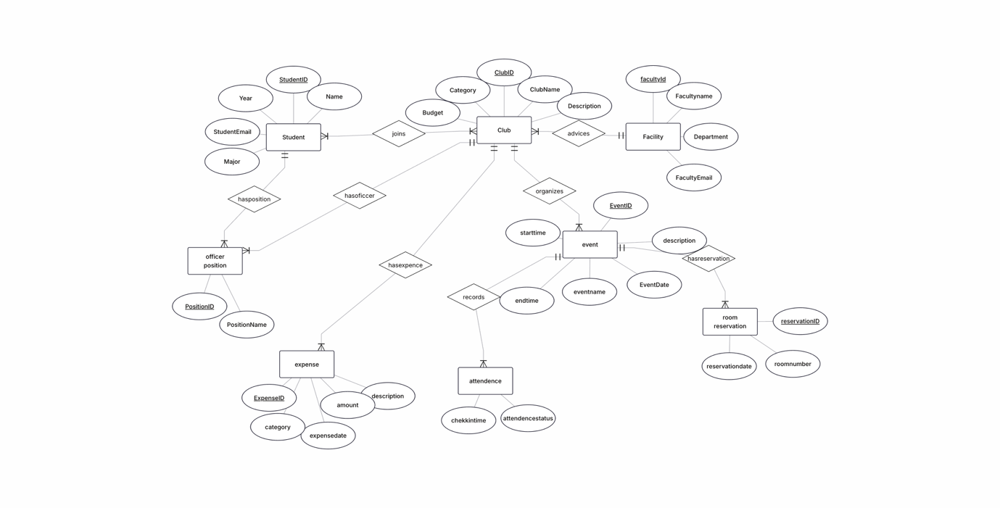 ClubID
StudentID
facultyId
Category
ClubName
Year
Name
Facultyname
Budget
Description
StudentEmail
Student
joins
Club
advices
Facility
Department
Major
FacultyEmail
hasposition
hasoficcer
organizes
EventID
starttime
event
description
officer
position
hasexpence
hasreservation
EventDate
records
endtime
eventname
PositionID
PositionName
room
reservation
reservationID
expense
reservationdate
roomnumber
attendence
ExpenseID
amount
description
category
expensedate
chekkintime
attendencestatus